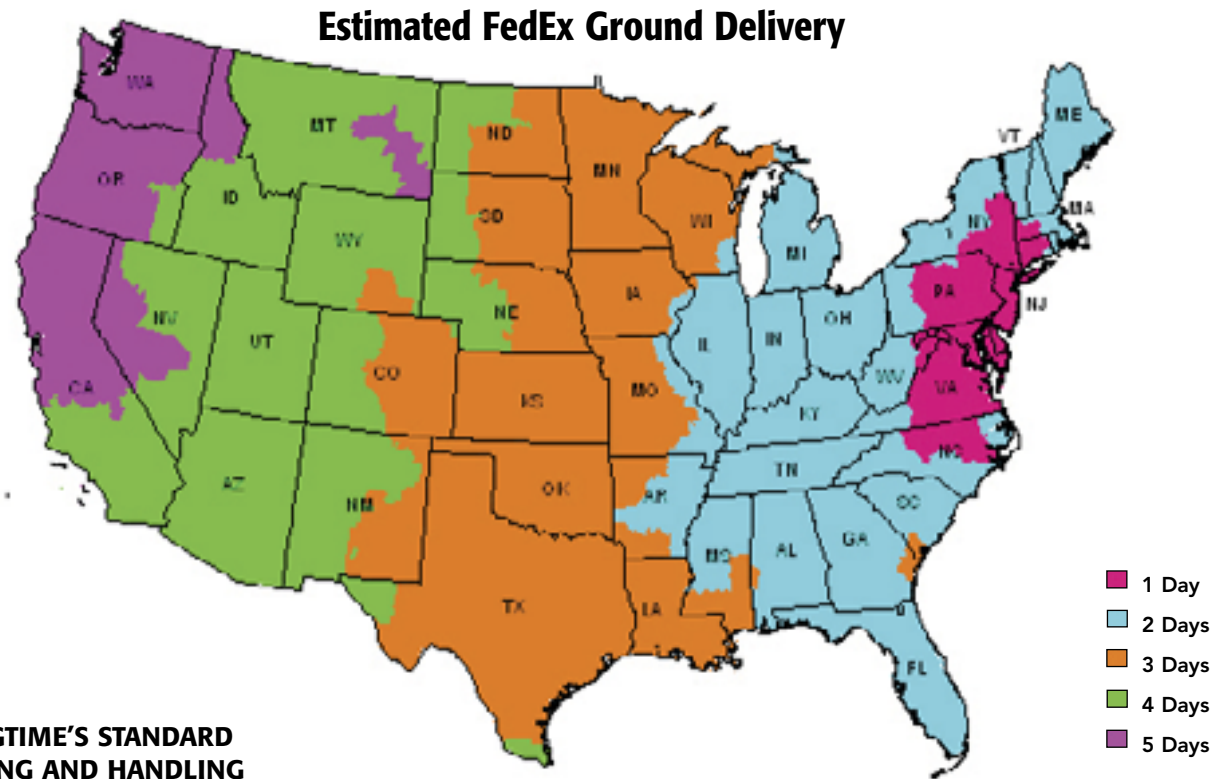 Estimated FedEx Ground Delivery
WA
MT
ND
MN
VT
ME
OR
ID
SD
WI
NY
MA
WY
MI
IA
PA
NJ
NV
NE
OH
UT
IL
IN
CA
CO
MO
WV
VA
KS
KY
NC
AZ
OK
TN
NM
AR
SC
MS
AL
GA
TX
LA
FL
1 Day
2 Days
3 Days
4 Days
5 Days
GTIME'S STANDARD
NG AND HANDLING